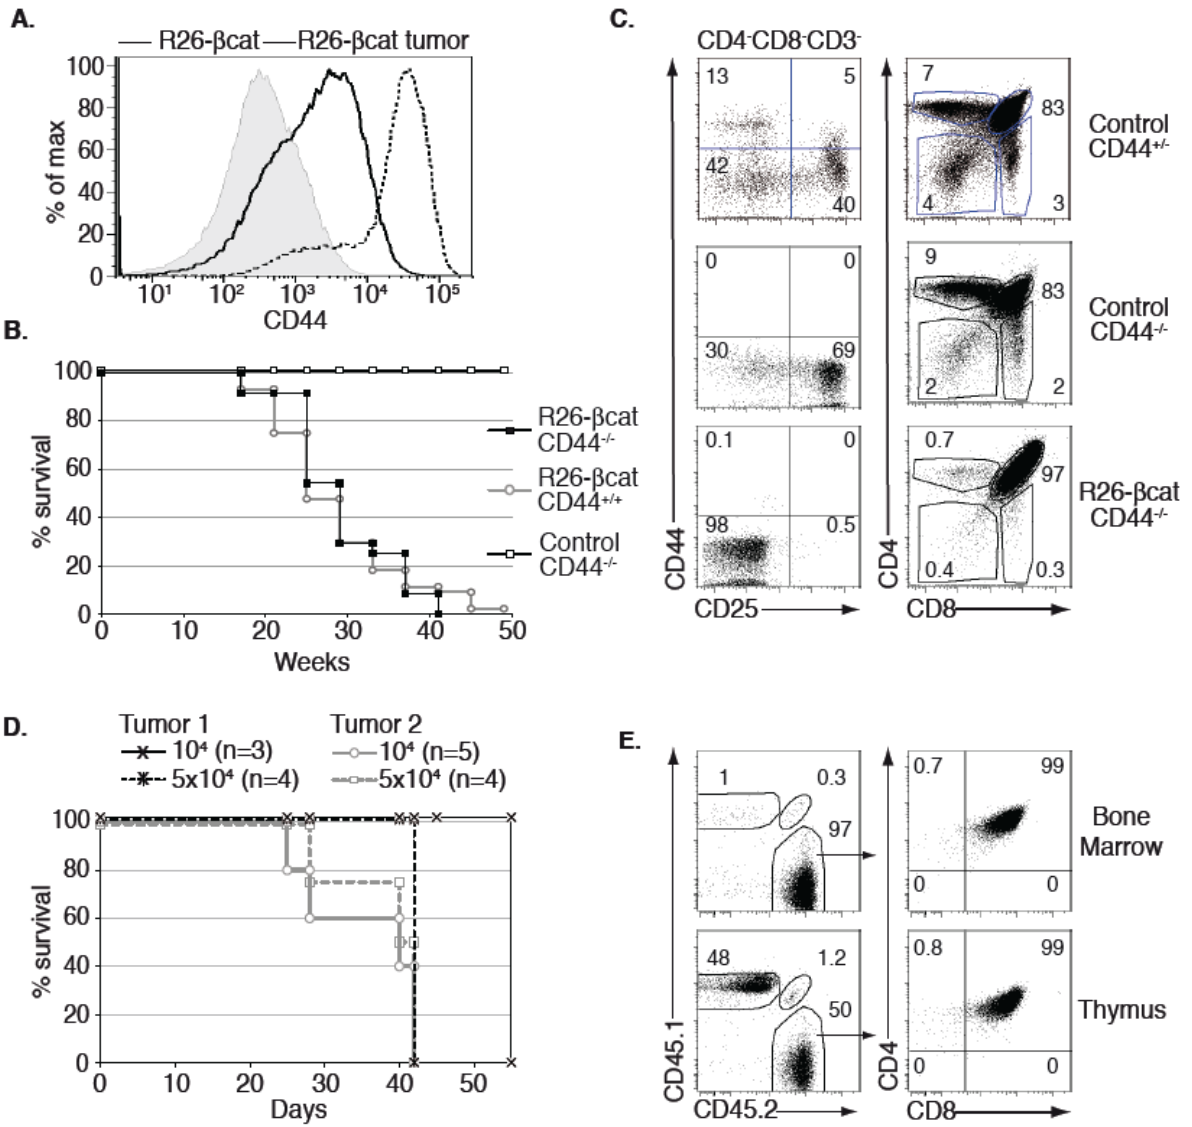 A.
R26-βcat
R26-βcat tumor
% of max
100
80
60
40
20
0
10¹
10²
10³
10⁴
10⁵
CD44
B.
% survival
100
80
60
40
20
0
0
10
20
30
40
50
Weeks
R26-βcat
CD44⁻/⁻
R26-βcat
CD44⁺/⁺
Control
CD44⁻/⁻
C.
CD4⁻CD8⁻CD3⁻
13
5
42
40
7
83
4
3
Control
CD44⁺/⁻
0
0
30
69
9
83
2
2
Control
CD44⁻/⁻
0.1
0
98
0.5
0.7
97
0.4
0.3
R26-βcat
CD44⁻/⁻
CD44
CD25
CD4
CD8
D.
Tumor 1
10⁴ (n=3)
5x10⁴ (n=4)
Tumor 2
10⁴ (n=5)
5x10⁴ (n=4)
% survival
100
80
60
40
20
0
0
10
20
30
40
50
Days
E.
1
0.3
97
0.7
99
0
0
Bone
Marrow
48
1.2
50
0.8
99
0
0
Thymus
CD45.1
CD45.2
CD4
CD8